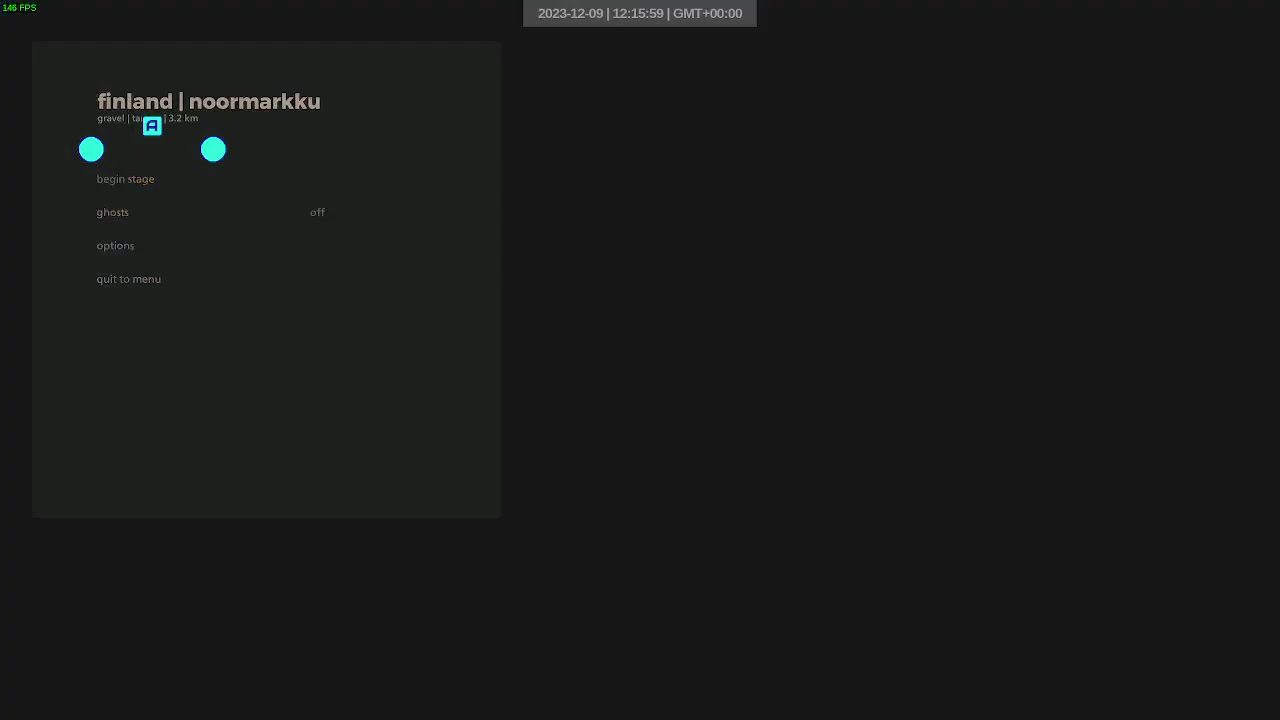 146 FPS
2023-12-09 | 12:15:59 | GMT+00:00
finland | noormarkku
gravel | | 3.2 km
A
begin stage
ghosts off
options
quit to menu